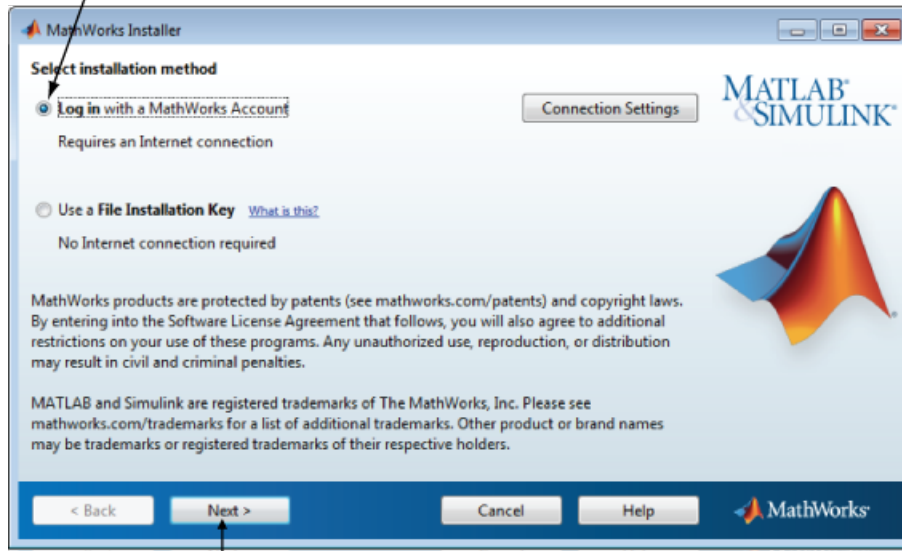 MathWorks Installer
Select installation method
Log in with a MathWorks Account
Connection Settings
MATLAB®
&SIMULINK®
Requires an Internet connection
Use a File Installation Key What is this?
No Internet connection required
MathWorks products are protected by patents (see mathworks.com/patents) and copyright laws.
By entering into the Software License Agreement that follows, you will also agree to additional
restrictions on your use of these programs. Any unauthorized use, reproduction, or distribution
may result in civil and criminal penalties.
MATLAB and Simulink are registered trademarks of The MathWorks, Inc. Please see
mathworks.com/trademarks for a list of additional trademarks. Other product or brand names
may be trademarks or registered trademarks of their respective holders.
< Back
Next >
Cancel
Help
MathWorks®